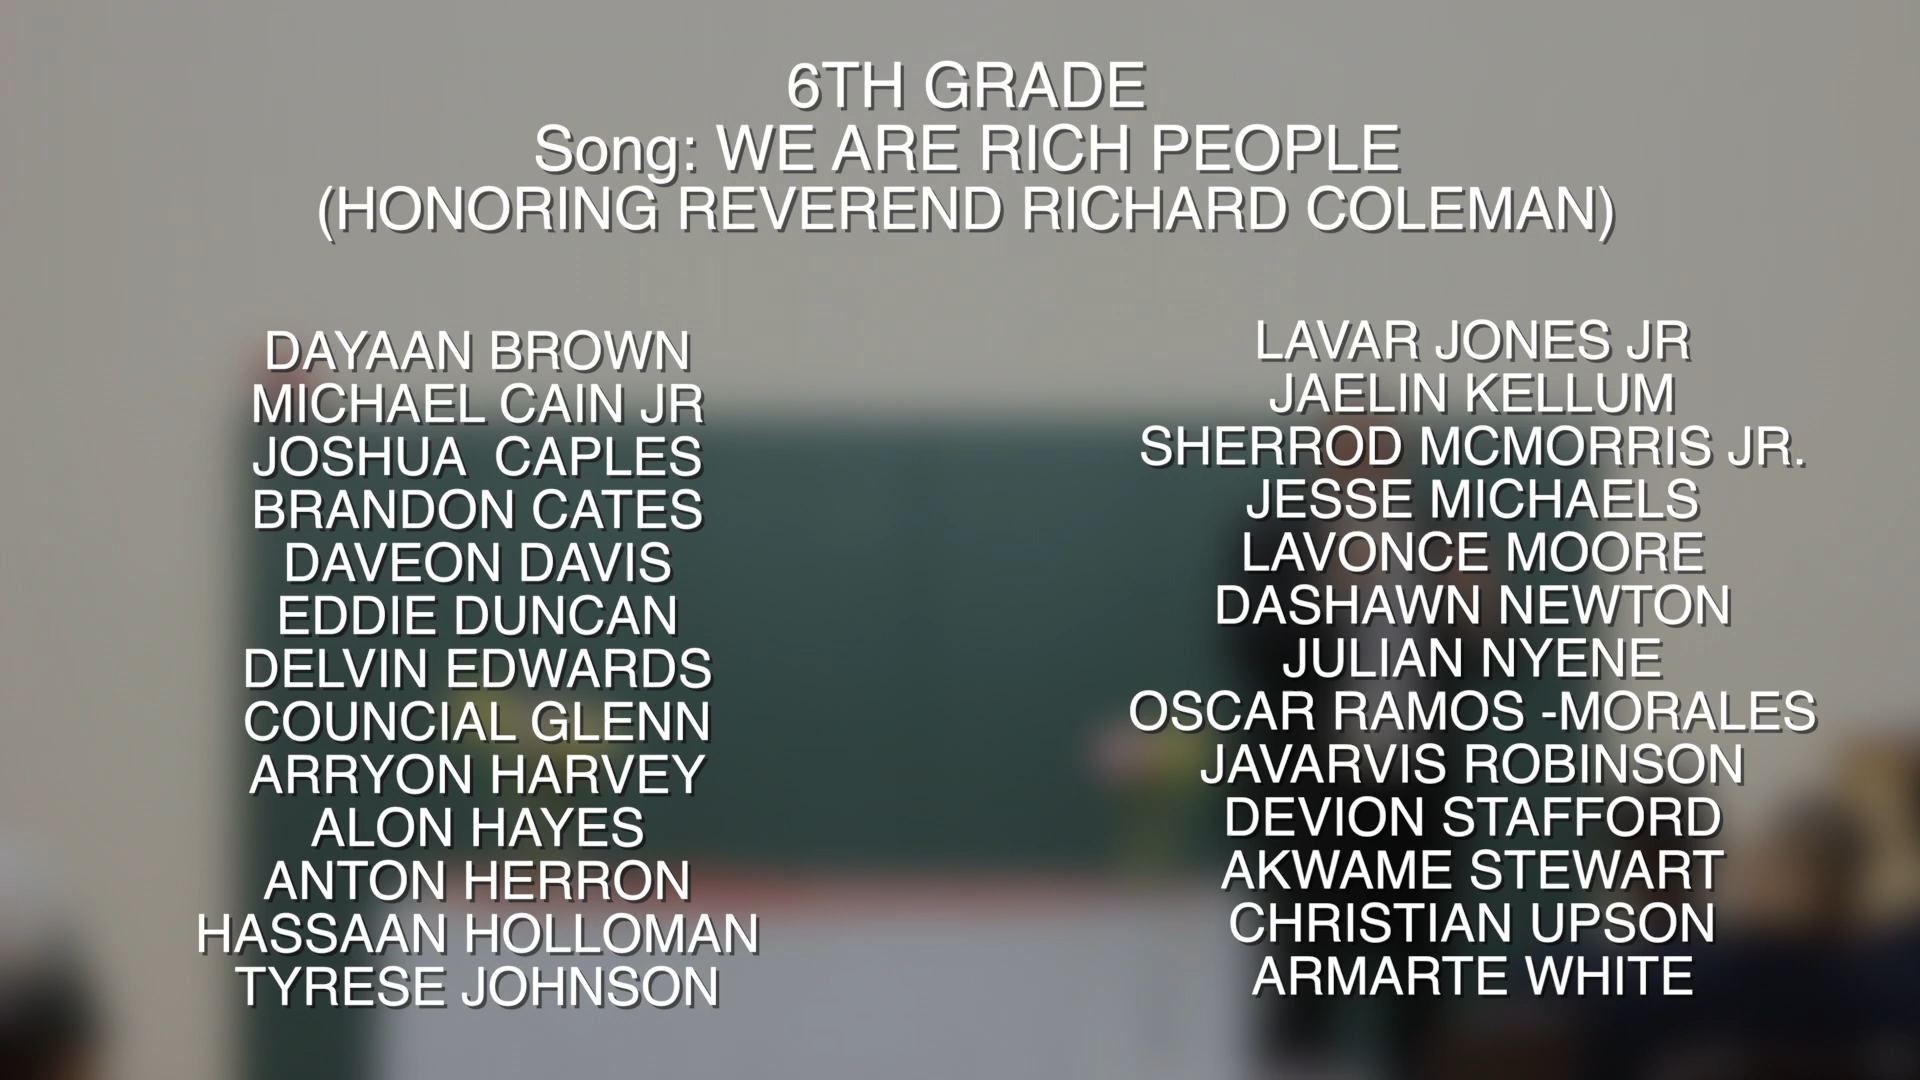 6TH GRADE
Song: WE ARE RICH PEOPLE
(HONORING REVEREND RICHARD COLEMAN)
DAYAAN BROWN
MICHAEL CAIN JR
JOSHUA  CAPLES
BRANDON CATES
DAVEON DAVIS
EDDIE DUNCAN
DELVIN EDWARDS
COUNCIAL GLENN
ARRYON HARVEY
ALON HAYES
ANTON HERRON
HASSAAN HOLLOMAN
TYRESE JOHNSON
LAVAR JONES JR
JAELIN KELLUM
SHERROD MCMORRIS JR.
JESSE MICHAELS
LAVONCE MOORE
DASHAWN NEWTON
JULIAN NYENE
OSCAR RAMOS -MORALES
JAVARVIS ROBINSON
DEVION STAFFORD
AKWAME STEWART
CHRISTIAN UPSON
ARMARTE WHITE